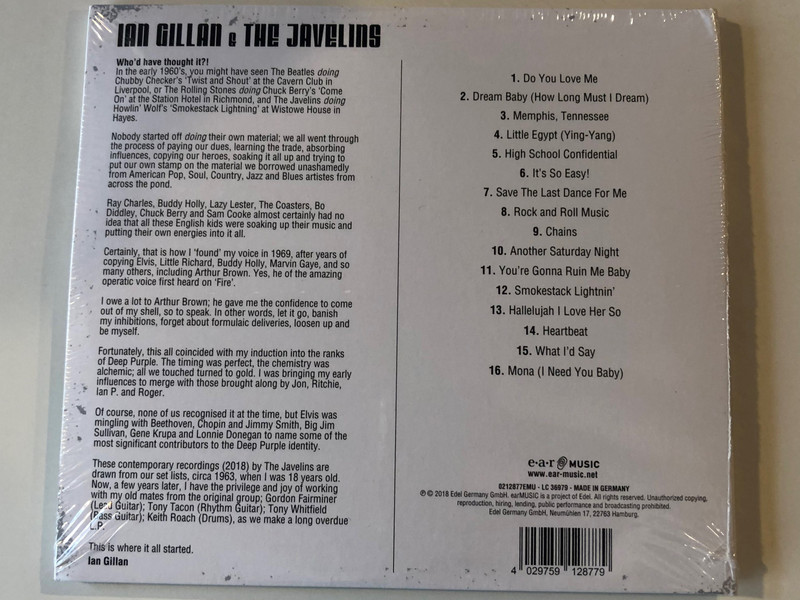 IAN GILLAN & THE JAVELINS
Who'd have thought it?!
In the early 1960's, you might have seen The Beatles doing
Chubby Checker's 'Twist and Shout' at the Cavern Club in
Liverpool, or The Rolling Stones doing Chuck Berry's 'Come
On' at the Station Hotel in Richmond, and The Javelins doing
Howlin' Wolf's 'Smokestack Lightning' at Wistowe House in
Hayes.
Nobody started off doing their own material; we all went through
the process of paying our dues, learning the trade, absorbing
influences, copying our heroes, soaking it all up and trying to
put our own stamp on the material we borrowed unashamedly
from American Pop, Soul, Country, Jazz and Blues artistes from
across the pond.
Ray Charles, Buddy Holly, Lazy Lester, The Coasters, Bo
Diddley, Chuck Berry and Sam Cooke almost certainly had no
idea that all these English kids were soaking up their music and
putting their own energies into it all.
Certainly, that is how I 'found' my voice in 1969, after years of
copying Elvis, Little Richard, Buddy Holly, Marvin Gaye, and so
many others, including Arthur Brown. Yes, he of the amazing
operatic voice first heard on 'Fire'.
I owe a lot to Arthur Brown; he gave me the confidence to come
out of my shell, so to speak. In other words, let it go, banish
my inhibitions, forget about formulaic deliveries, loosen up and
be myself.
Fortunately, this all coincided with my induction into the ranks
of Deep Purple. The timing was perfect, the chemistry was
alchemic; all we touched turned to gold. I was bringing my early
influences to merge with those brought along by Jon, Ritchie,
Ian P. and Roger.
Of course, none of us recognised it at the time, but Elvis was
mingling with Beethoven, Chopin and Jimmy Smith, Big Jim
Sullivan, Gene Krupa and Lonnie Donegan to name some of the
most significant contributors to the Deep Purple identity.
These contemporary recordings (2018) by The Javelins are
drawn from our set lists, circa 1963, when I was 18 years old.
Now, a few years later, I have the privilege and joy of working
with my old mates from the original group; Gordon Fairminer
(Lead Guitar); Tony Tacon (Rhythm Guitar); Tony Whitfield
(Bass Guitar); Keith Roach (Drums), as we make a long overdue
L.P.
This is where it all started.
Ian Gillan
1. Do You Love Me
2. Dream Baby (How Long Must I Dream)
3. Memphis, Tennessee
4. Little Egypt (Ying-Yang)
5. High School Confidential
6. It's So Easy!
7. Save The Last Dance For Me
8. Rock and Roll Music
9. Chains
10. Another Saturday Night
11. You're Gonna Ruin Me Baby
12. Smokestack Lightnin'
13. Hallelujah I Love Her So
14. Heartbeat
15. What I'd Say
16. Mona (I Need You Baby)
e·a·r MUSIC
www.ear-music.net
0212877EMU - LC 36979 - MADE IN GERMANY
℗ © 2018 Edel Germany GmbH. earMUSIC is a project of Edel. All rights reserved. Unauthorized copying,
reproduction, hiring, lending, public performance and broadcasting prohibited.
Edel Germany GmbH, Neumühlen 17, 22763 Hamburg.
4 029759 128779